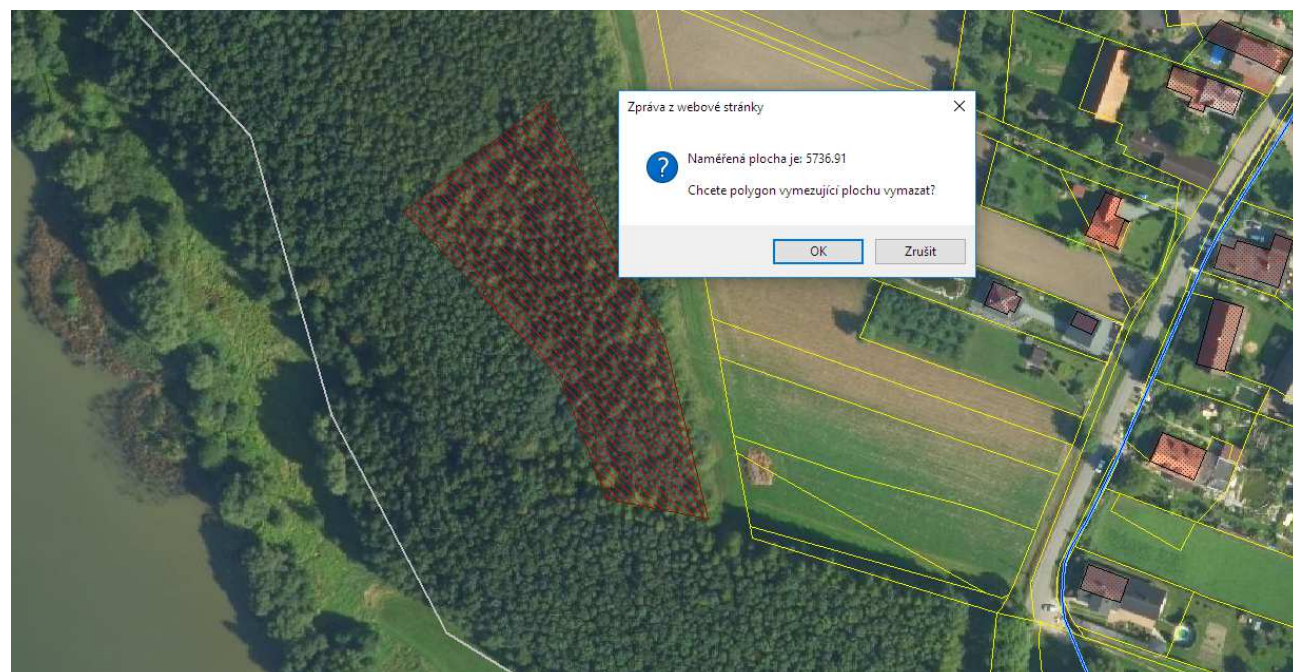 Zpráva z webové stránky
Naměřená plocha je: 5736.91
Chcete polygon vymezující plochu vymazat?
OK
Zrušit